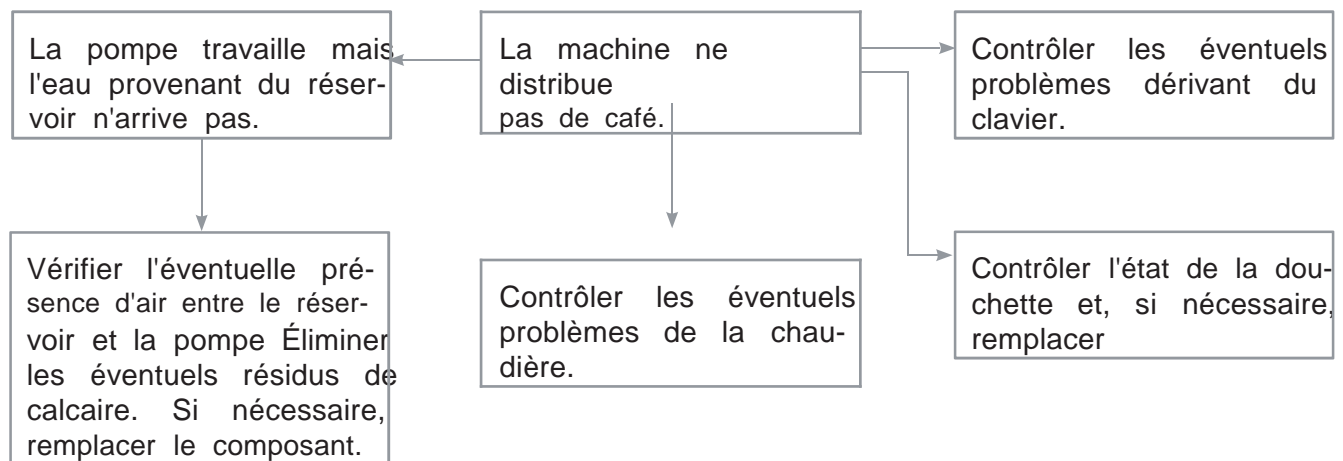 La pompe travaille mais
l'eau provenant du réser-
voir n'arrive pas.
La machine ne
distribue
pas de café.
Contrôler les éventuels
problèmes dérivant du
clavier.
Vérifier l'éventuelle pré-
sence d'air entre le réser-
voir et la pompe Éliminer
les éventuels résidus de
calcaire. Si nécessaire,
remplacer le composant.
Contrôler les éventuels
problèmes de la chau-
dière.
Contrôler l'état de la dou-
chette et, si nécessaire,
remplacer